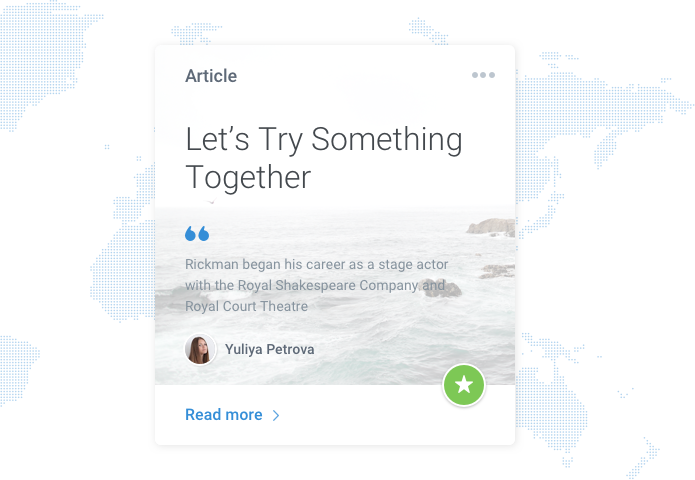 Article
Let’s Try Something
Together
Rickman began his career as a stage actor
with the Royal Shakespeare Company and
Royal Court Theatre
Yuliya Petrova
Read more